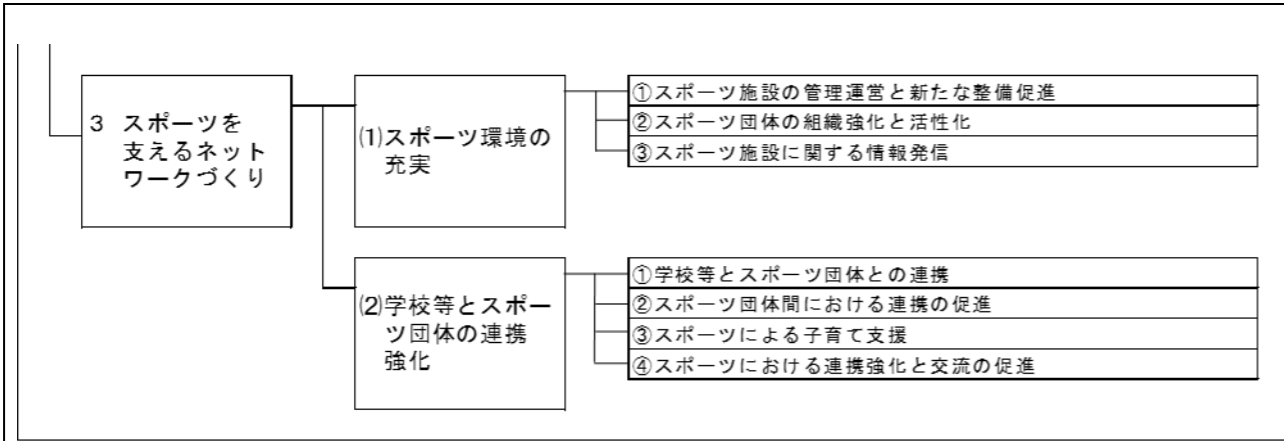 3 スポーツを
支えるネット
ワークづくり
⑴スポーツ環境の
充実
①スポーツ施設の管理運営と新たな整備促進
②スポーツ団体の組織強化と活性化
③スポーツ施設に関する情報発信
⑵学校等とスポー
ツ団体の連携
強化
①学校等とスポーツ団体との連携
②スポーツ団体間における連携の促進
③スポーツによる子育て支援
④スポーツにおける連携強化と交流の促進